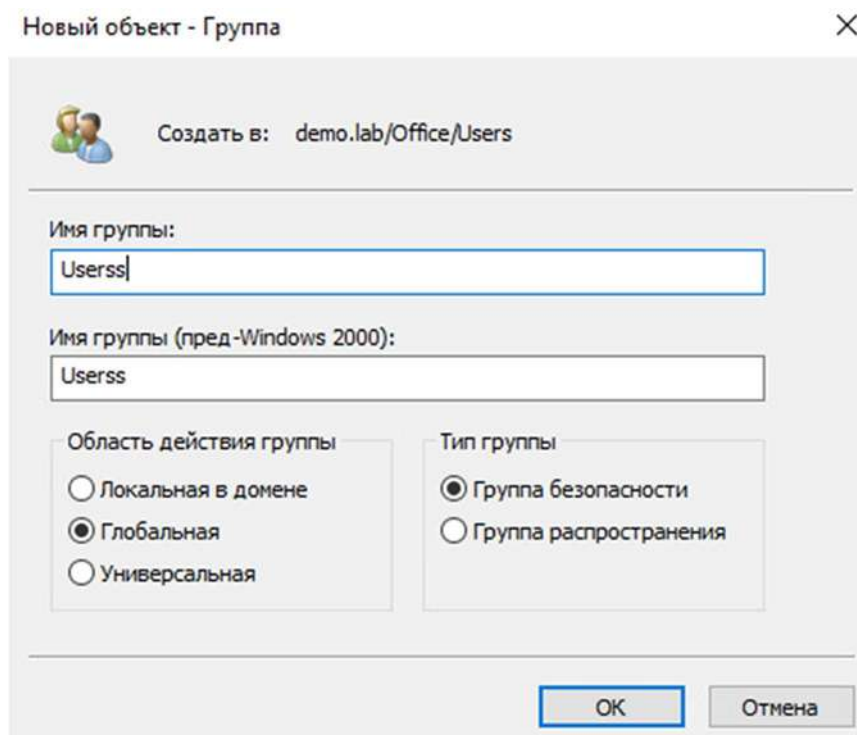 Новый объект - Группа
Создать в: demo.lab/Office/Users
Имя группы:
Userss
Имя группы (пред-Windows 2000):
Userss
Область действия группы
Локальная в домене
Глобальная
Универсальная
Тип группы
Группа безопасности
Группа распространения
ОК
Отмена